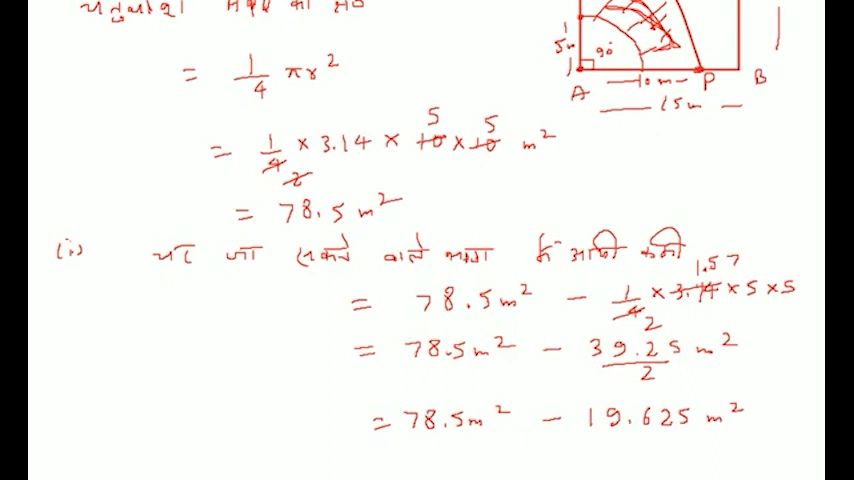 5m 90°
10m P B
A
15m
= 1/4 πr²
5 5
= 1/4 × 3.14 × 10 × 10 m²
2
= 78.5 m²
(i) चर जा सकने वाले भाग में
1.57
= 78.5m² - 1/4 × 3.14 × 5 × 5
2
= 78.5m² - 39.25/2 m²
= 78.5m² - 19.625 m²